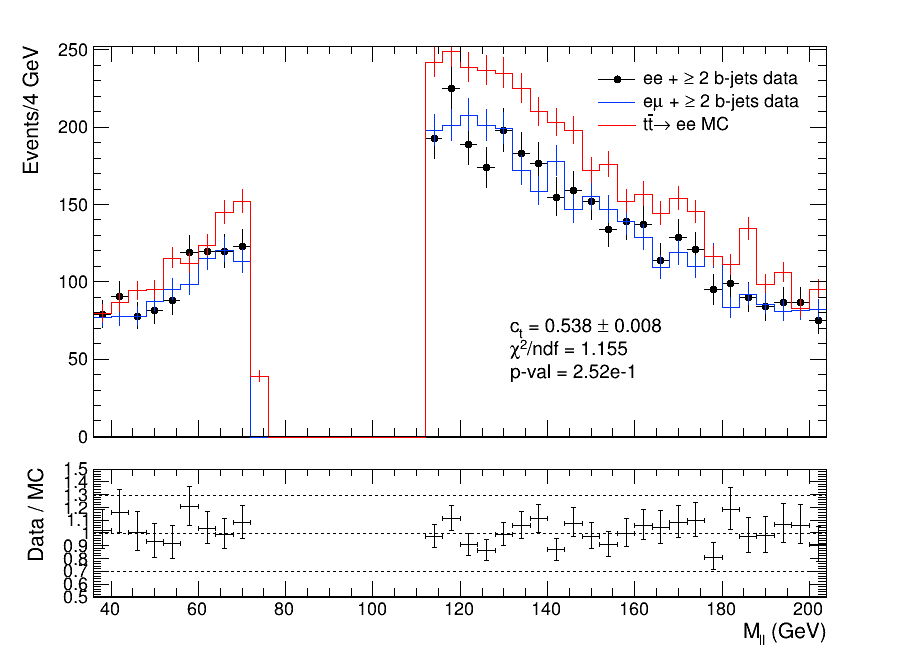 Events/4 GeV
250
200
150
100
50
0
ee + ≥ 2 b-jets data
eμ + ≥ 2 b-jets data
tt̄→ ee MC
cₜ = 0.538 ± 0.008
χ²/ndf = 1.155
p-val = 2.52e-1
Data / MC
1.5
1.4
1.3
1.2
1.1
1
0.9
0.8
0.7
0.6
0.5
40 60 80 100 120 140 160 180 200
M_ll (GeV)